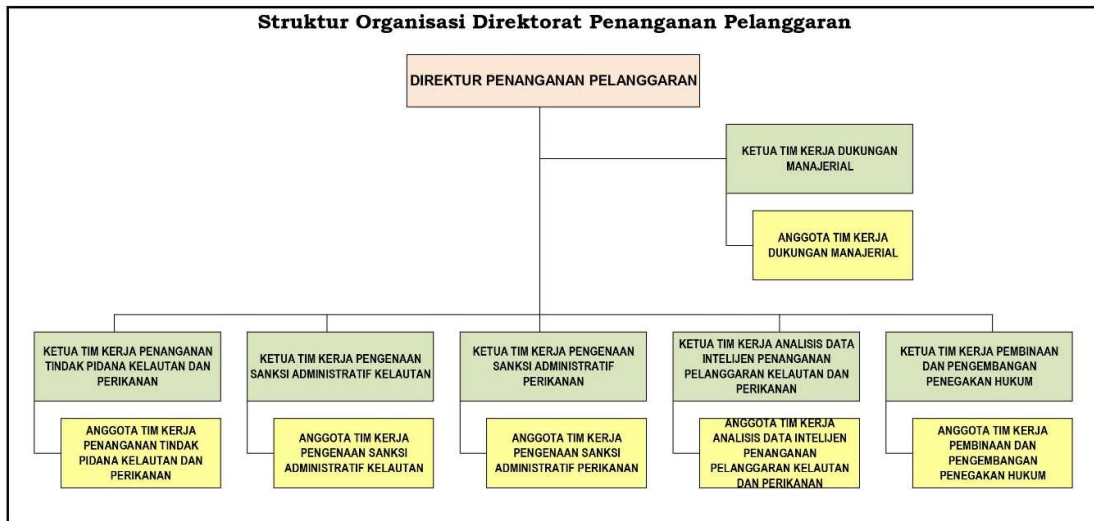 Struktur Organisasi Direktorat Penanganan Pelanggaran
DIREKTUR PENANGANAN PELANGGARAN
KETUA TIM KERJA DUKUNGAN
MANAJERIAL
ANGGOTA TIM KERJA
DUKUNGAN MANAJERIAL
KETUA TIM KERJA PENANGANAN
TINDAK PIDANA KELAUTAN DAN
PERIKANAN
KETUA TIM KERJA PENGENAAN
SANKSI ADMINISTRATIF KELAUTAN
KETUA TIM KERJA PENGENAAN
SANKSI ADMINISTRATIF
PERIKANAN
KETUA TIM KERJA ANALISIS DATA
INTELIJEN PENANGANAN
PELANGGARAN KELAUTAN DAN
PERIKANAN
KETUA TIM KERJA PEMBINAAN
DAN PENGEMBANGAN
PENEGAKAN HUKUM
ANGGOTA TIM KERJA
PENANGANAN TINDAK
PIDANA KELAUTAN DAN
PERIKANAN
ANGGOTA TIM KERJA
PENGENAAN SANKSI
ADMINISTRATIF KELAUTAN
ANGGOTA TIM KERJA
PENGENAAN SANKSI
ADMINISTRATIF PERIKANAN
ANGGOTA TIM KERJA
ANALISIS DATA INTELIJEN
PENANGANAN
PELANGGARAN KELAUTAN
DAN PERIKANAN
ANGGOTA TIM KERJA
PEMBINAAN DAN
PENGEMBANGAN
PENEGAKAN HUKUM